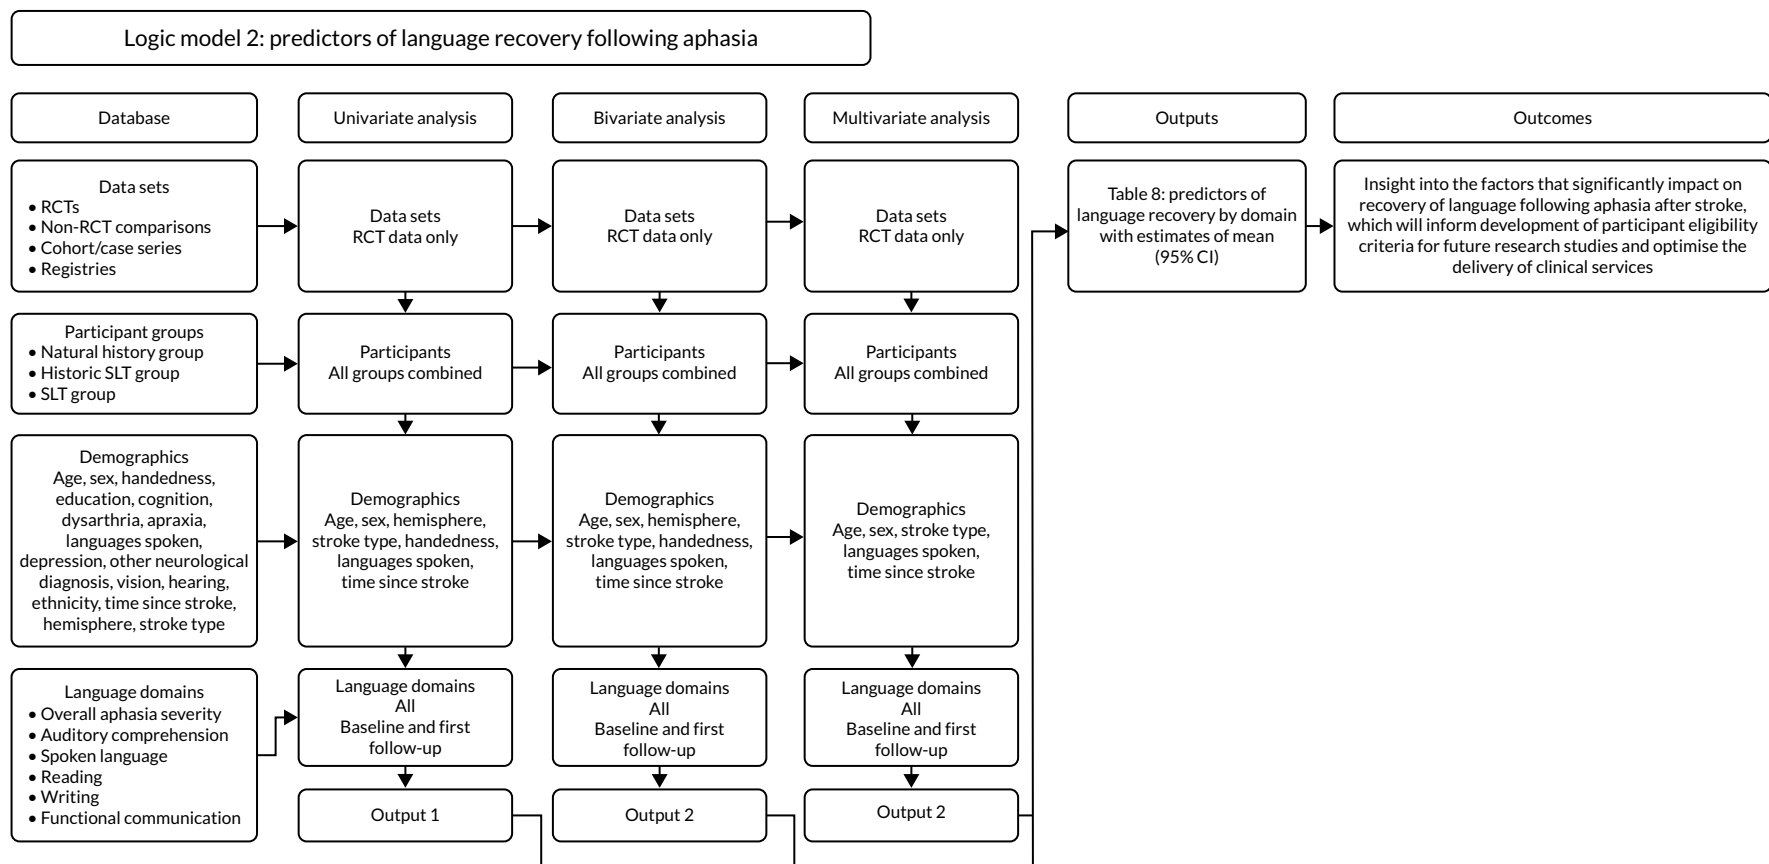 Logic model 2: predictors of language recovery following aphasia
Database
Univariate analysis
Bivariate analysis
Multivariate analysis
Outputs
Outcomes
Data sets
• RCTs
• Non-RCT comparisons
• Cohort/case series
• Registries
Data sets
RCT data only
Data sets
RCT data only
Data sets
RCT data only
Table 8: predictors of
language recovery by domain
with estimates of mean
(95% CI)
Insight into the factors that significantly impact on
recovery of language following aphasia after stroke,
which will inform development of participant eligibility
criteria for future research studies and optimise the
delivery of clinical services
Participant groups
• Natural history group
• Historic SLT group
• SLT group
Participants
All groups combined
Participants
All groups combined
Participants
All groups combined
Demographics
Age, sex, handedness,
education, cognition,
dysarthria, apraxia,
languages spoken,
depression, other neurological
diagnosis, vision, hearing,
ethnicity, time since stroke,
hemisphere, stroke type
Demographics
Age, sex, hemisphere,
stroke type, handedness,
languages spoken,
time since stroke
Demographics
Age, sex, hemisphere,
stroke type, handedness,
languages spoken,
time since stroke
Demographics
Age, sex, stroke type,
languages spoken,
time since stroke
Language domains
• Overall aphasia severity
• Auditory comprehension
• Spoken language
• Reading
• Writing
• Functional communication
Language domains
All
Baseline and first
follow-up
Language domains
All
Baseline and first
follow-up
Language domains
All
Baseline and first
follow-up
Output 1
Output 2
Output 2